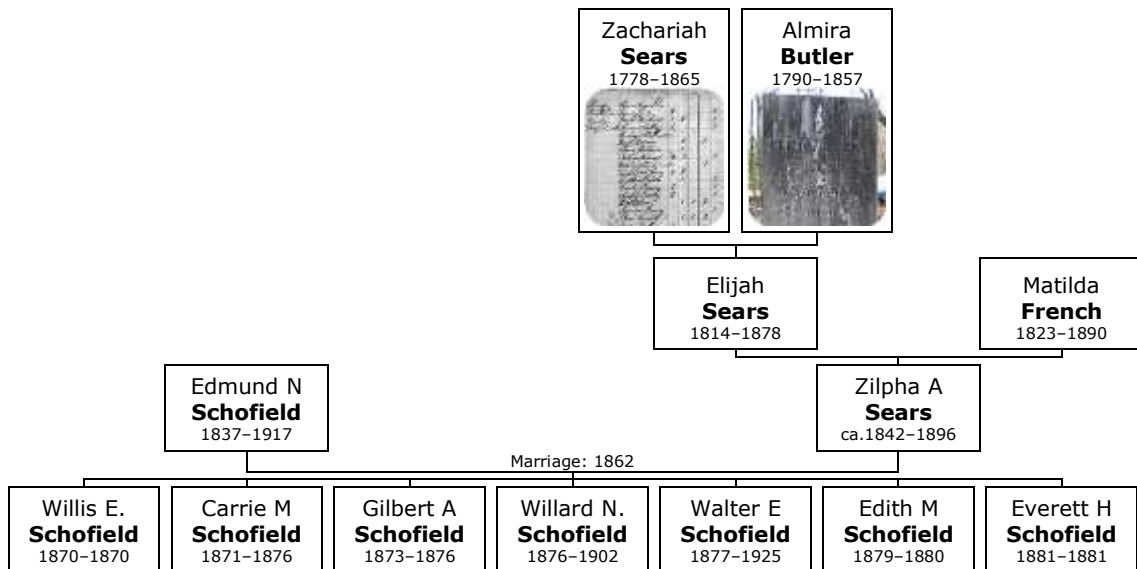 Zachariah
Sears
1778–1865
Almira
Butler
1790–1857
Elijah
Sears
1814–1878
Matilda
French
1823–1890
Edmund N
Schofield
1837–1917
Zilpha A
Sears
ca.1842–1896
Marriage: 1862
Willis E.
Schofield
1870–1870
Carrie M
Schofield
1871–1876
Gilbert A
Schofield
1873–1876
Willard N.
Schofield
1876–1902
Walter E
Schofield
1877–1925
Edith M
Schofield
1879–1880
Everett H
Schofield
1881–1881